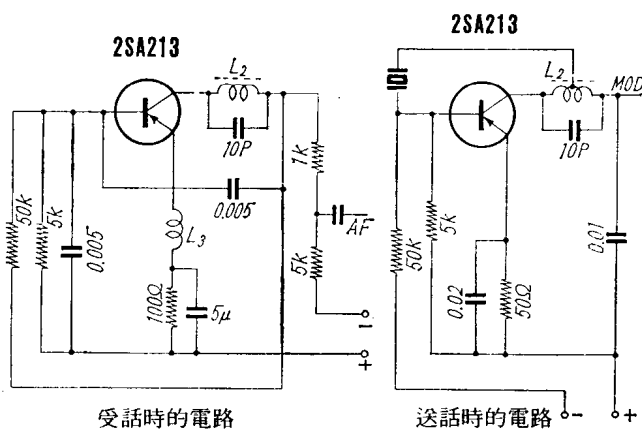 2SA213
L₂
10P
1k
0.005
AF
5k
50k
5k
0.005
L₃
100Ω
5μ
−
+
受話時的電路
2SA213
L₂
MOD
10P
5k
50k
0.02
50Ω
0.01
−
+
送話時的電路